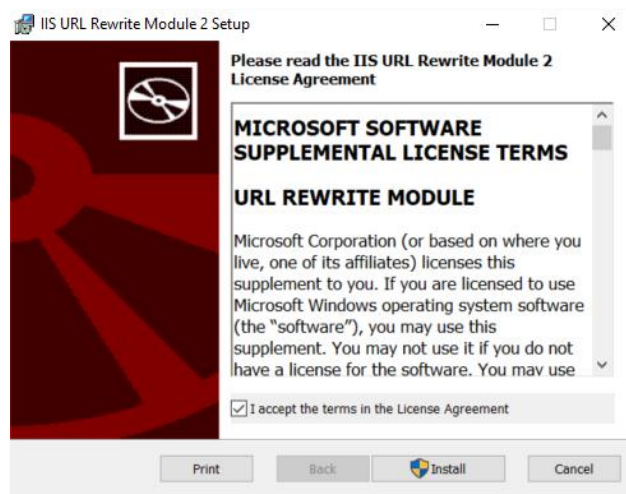 IIS URL Rewrite Module 2 Setup
Please read the IIS URL Rewrite Module 2
License Agreement
MICROSOFT SOFTWARE
SUPPLEMENTAL LICENSE TERMS
URL REWRITE MODULE
Microsoft Corporation (or based on where you
live, one of its affiliates) licenses this
supplement to you. If you are licensed to use
Microsoft Windows operating system software
(the “software”), you may use this
supplement. You may not use it if you do not
have a license for the software. You may use
I accept the terms in the License Agreement
Print Back Install Cancel